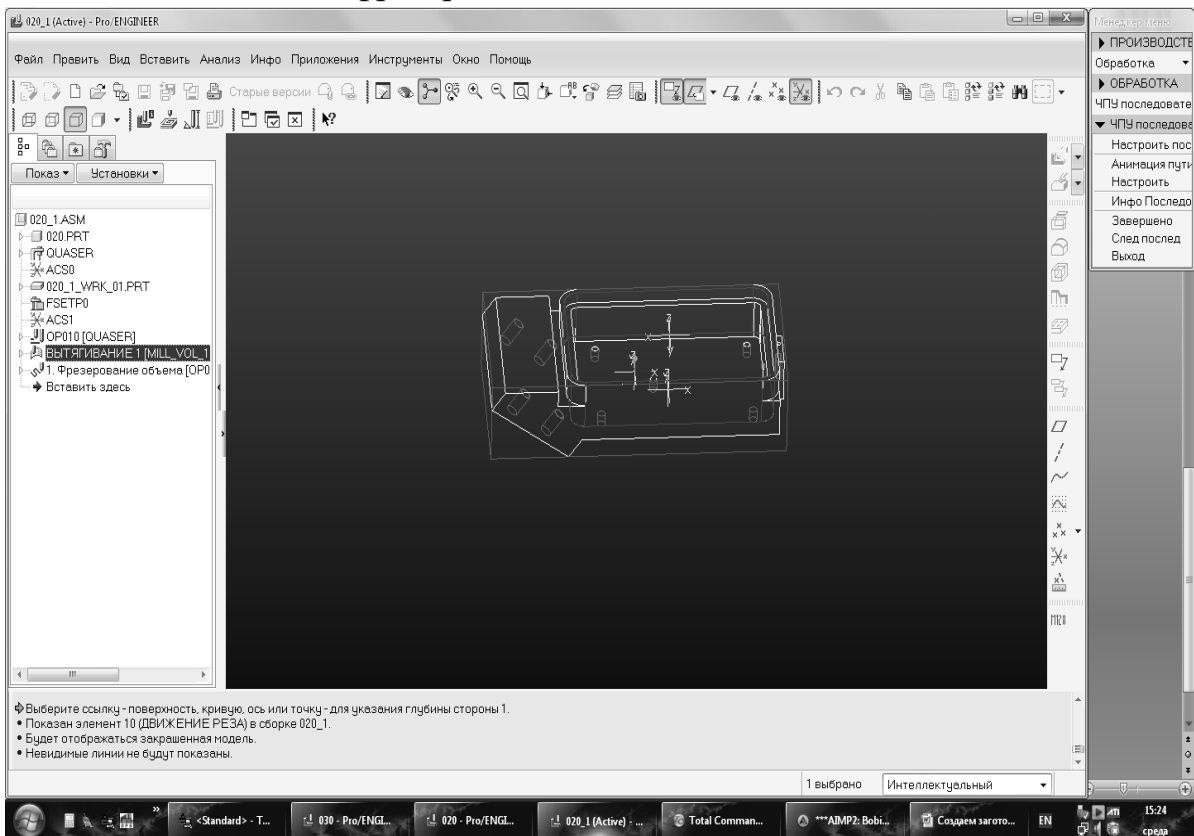 020_1 (Active) - Pro/ENGINEER
Файл Править Вид Вставить Анализ Инфо Приложения Инструменты Окно Помощь
Старые версии
Показ
Установки
020_1.ASM
020.PRT
QUASER
ACS0
020_1_WRK_01.PRT
FSETP0
ACS1
OP010 [QUASER]
ВЫТЯГИВАНИЕ 1 [MILL_VOL_1
1. Фрезерование объема [OP0
Вставить здесь
Менеджер меню
ПРОИЗВОДСТЕ
Обработка
ОБРАБОТКА
ЧПУ последовате
ЧПУ последова
Настроить пос
Анимация пути
Настроить
Инфо Последо
Завершено
След послед
Выход
Z
X
Z
X
Z
X
Выберите ссылку - поверхность, кривую, ось или точку - для указания глубины стороны 1.
• Показан элемент 10 (ДВИЖЕНИЕ РЕЗА) в сборке 020_1.
• Будет отображаться закрашенная модель.
• Невидимые линии не будут показаны.
1 выбрано
Интеллектуальный
<Standard> - T...
030 - Pro/ENGI...
020 - Pro/ENGI...
020_1 (Active) - ...
Total Comman...
***AIMP2: Bobi...
Создаем загото...
EN
15:24
среда